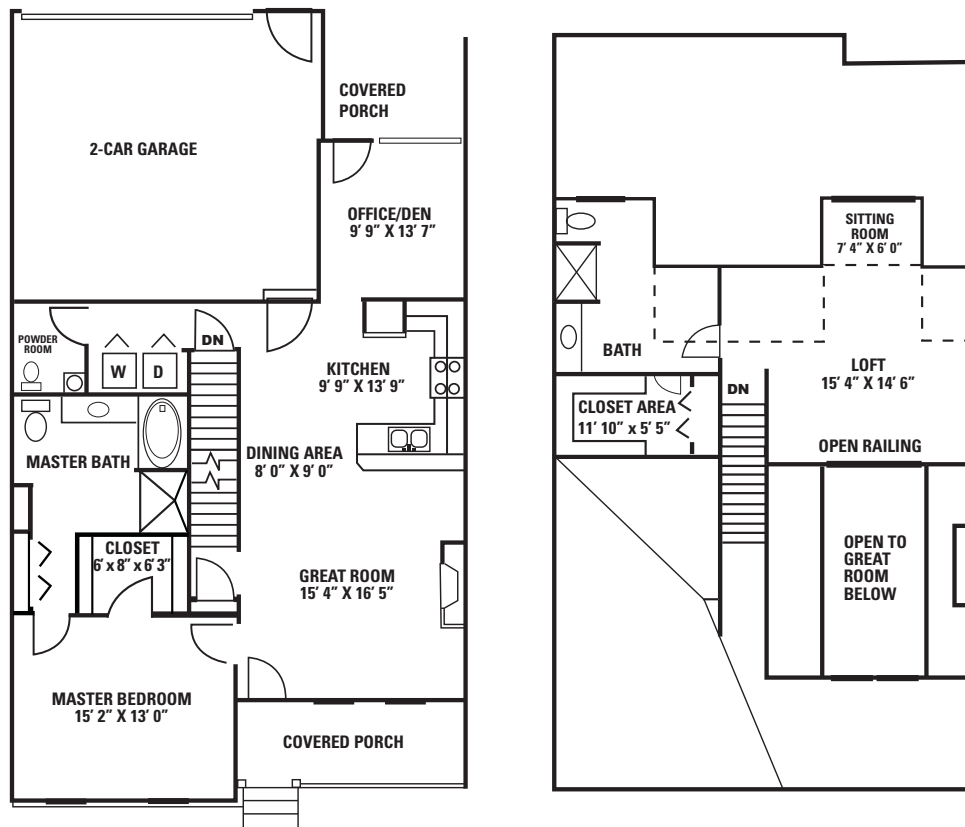 COVERED
PORCH
2-CAR GARAGE
OFFICE/DEN
9′ 9″ X 13′ 7″
POWDER
ROOM
W
D
DN
KITCHEN
9′ 9″ X 13′ 9″
MASTER BATH
DINING AREA
8′ 0″ X 9′ 0″
CLOSET
6′ x 8″ x 6′ 3″
GREAT ROOM
15′ 4″ X 16′ 5″
MASTER BEDROOM
15′ 2″ X 13′ 0″
COVERED PORCH
SITTING
ROOM
7′ 4″ X 6′ 0″
BATH
LOFT
15′ 4″ X 14′ 6″
DN
CLOSET AREA
11′ 10″ x 5′ 5″
OPEN RAILING
OPEN TO
GREAT
ROOM
BELOW